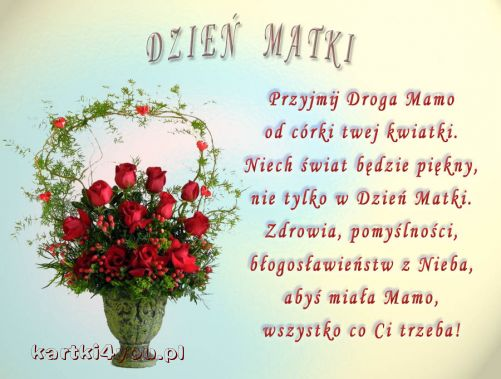 DZIEŃ MATKI
Przyjmij Droga Mamo
od córki twej kwiatki.
Niech świat będzie piękny,
nie tylko w Dzień Matki.
Zdrowia, pomyślności,
błogosławieństw z Nieba,
abyś miała Mamo,
wszystko co Ci trzeba!
kartki4you.pl